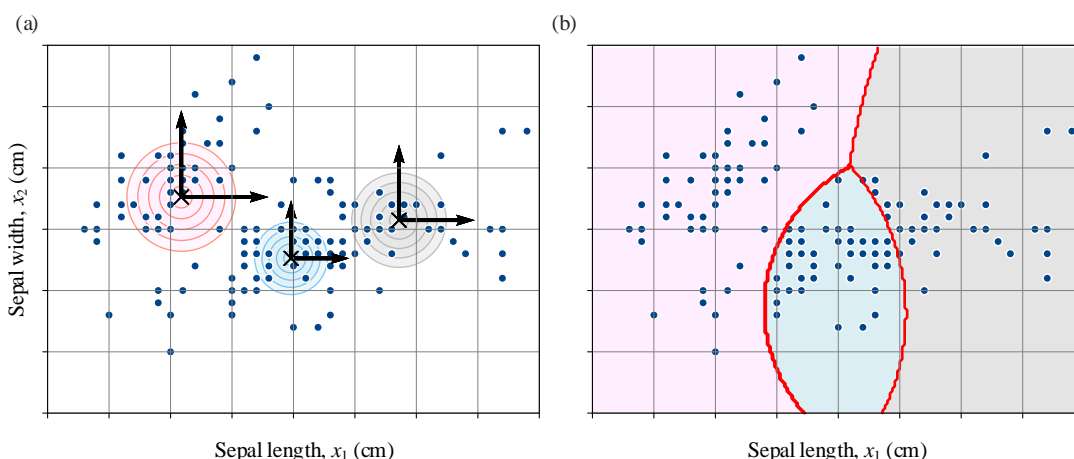 (a)
(b)
Sepal width, x₂ (cm)
Sepal length, x₁ (cm)
Sepal length, x₁ (cm)